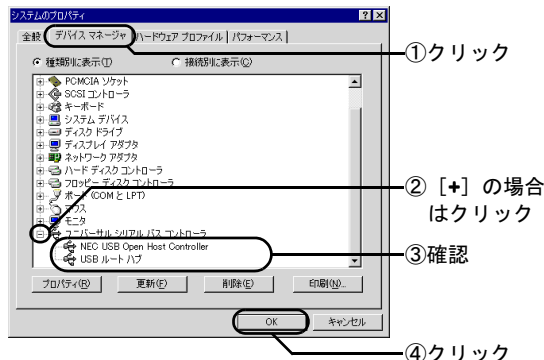 システムのプロパティ
全般 デバイス マネージャ ハードウェア プロファイル パフォーマンス
種類別に表示(T) 接続別に表示(C)
PCMCIA ソケット
SCSI コントローラ
キーボード
システム デバイス
ディスク ドライブ
ディスプレイ アダプタ
ネットワーク アダプタ
ハード ディスク コントローラ
フロッピー ディスク コントローラ
ポート (COM と LPT)
マウス
モニタ
ユニバーサル シリアル バス コントローラ
NEC USB Open Host Controller
USB ルート ハブ
プロパティ(R) 更新(F) 削除(E) 印刷(N)...
OK キャンセル
①クリック
②［+］の場合
はクリック
③確認
④クリック